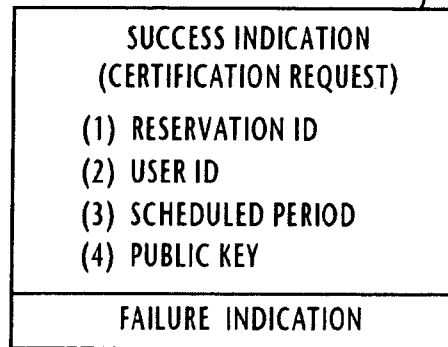 SUCCESS INDICATION
(CERTIFICATION REQUEST)
(1) RESERVATION ID
(2) USER ID
(3) SCHEDULED PERIOD
(4) PUBLIC KEY
FAILURE INDICATION